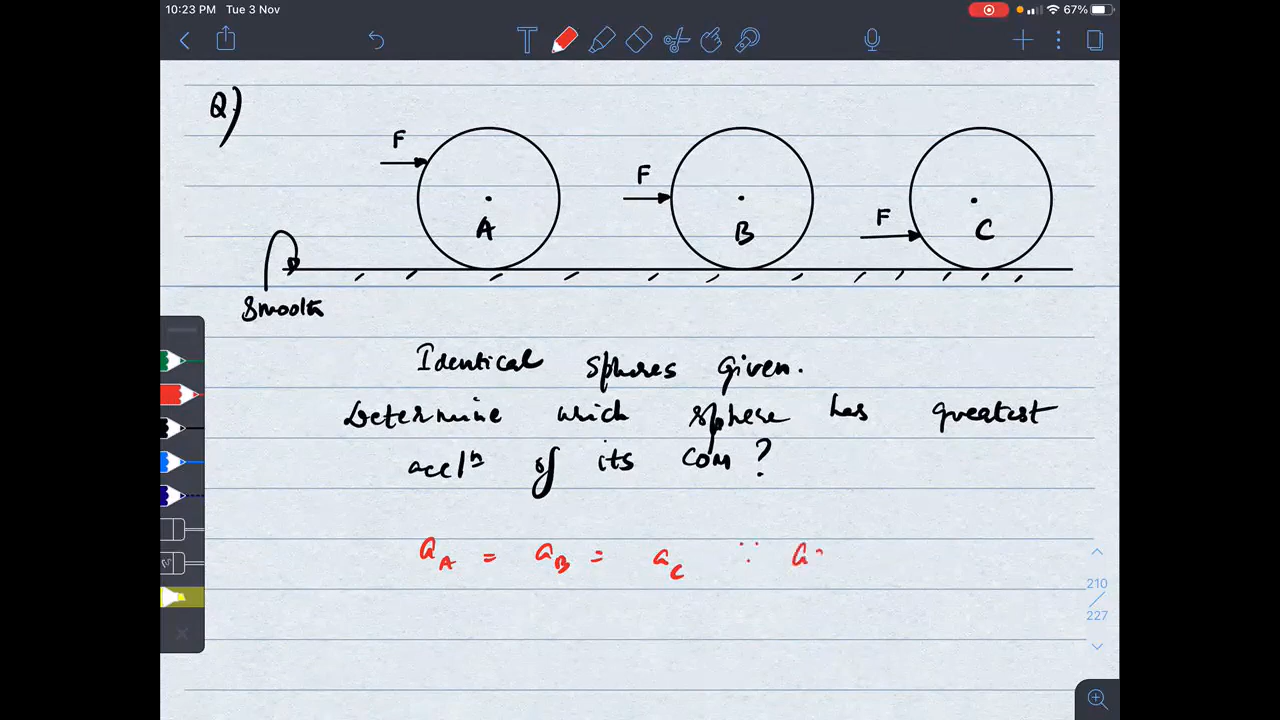 10:23 PM Tue 3 Nov
67%
T
Q)
F
F
F
A
B
C
Smooth
Identical spheres given.
Determine which sphere has greatest
accl^n of its COM ?
a_A = a_B = a_C ∵ a
210
227